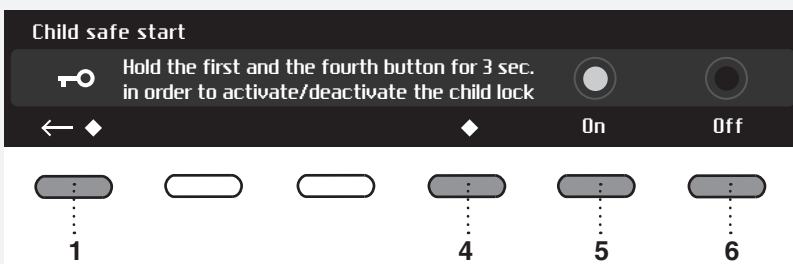 Child safe start
Hold the first and the fourth button for 3 sec.
in order to activate/deactivate the child lock
On Off
1 4 5 6